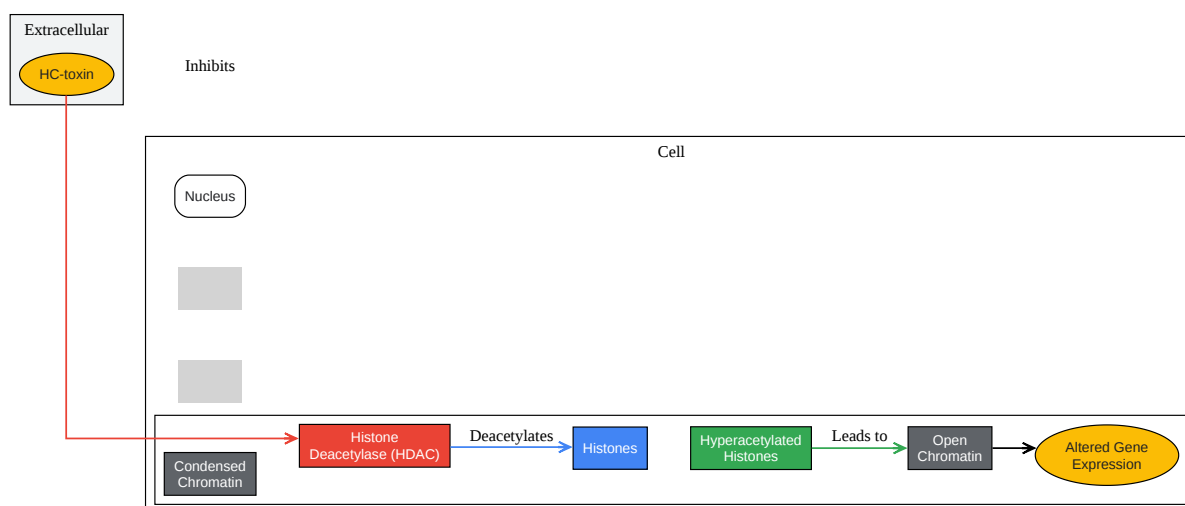 Extracellular
HC-toxin
Inhibits
Cell
Nucleus
Histone
Deacetylase (HDAC)
Deacetylates
Histones
Hyperacetylated
Histones
Leads to
Open
Chromatin
Altered Gene
Expression
Condensed
Chromatin